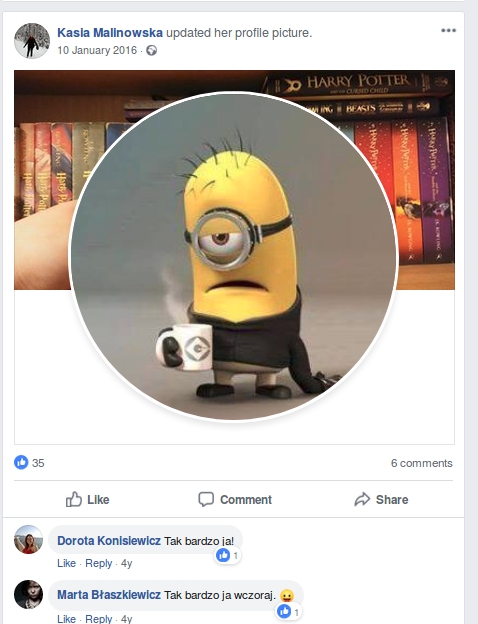 Kasia Malinowska updated her profile picture.
10 January 2016 ·
HARRY POTTER
AND THE CURSED CHILD
BEASTS
35
6 comments
Like
Comment
Share
Dorota Konisiewicz Tak bardzo ja!
1
Like · Reply · 4y
Marta Błaszkiewicz Tak bardzo ja wczoraj.
1
Like · Reply · 4y